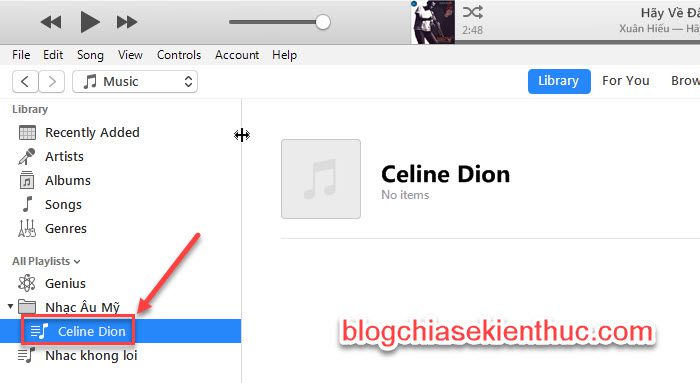 Hãy Về Đâ
2:48
Xuân Hiếu — Hã
File Edit Song View Controls Account Help
Music
Library For You Brow
Library
Recently Added
Artists
Albums
Songs
Genres
All Playlists
Genius
Nhạc Âu Mỹ
Celine Dion
Nhac khong loi
Celine Dion
No items
blogchiasekienthuc.com